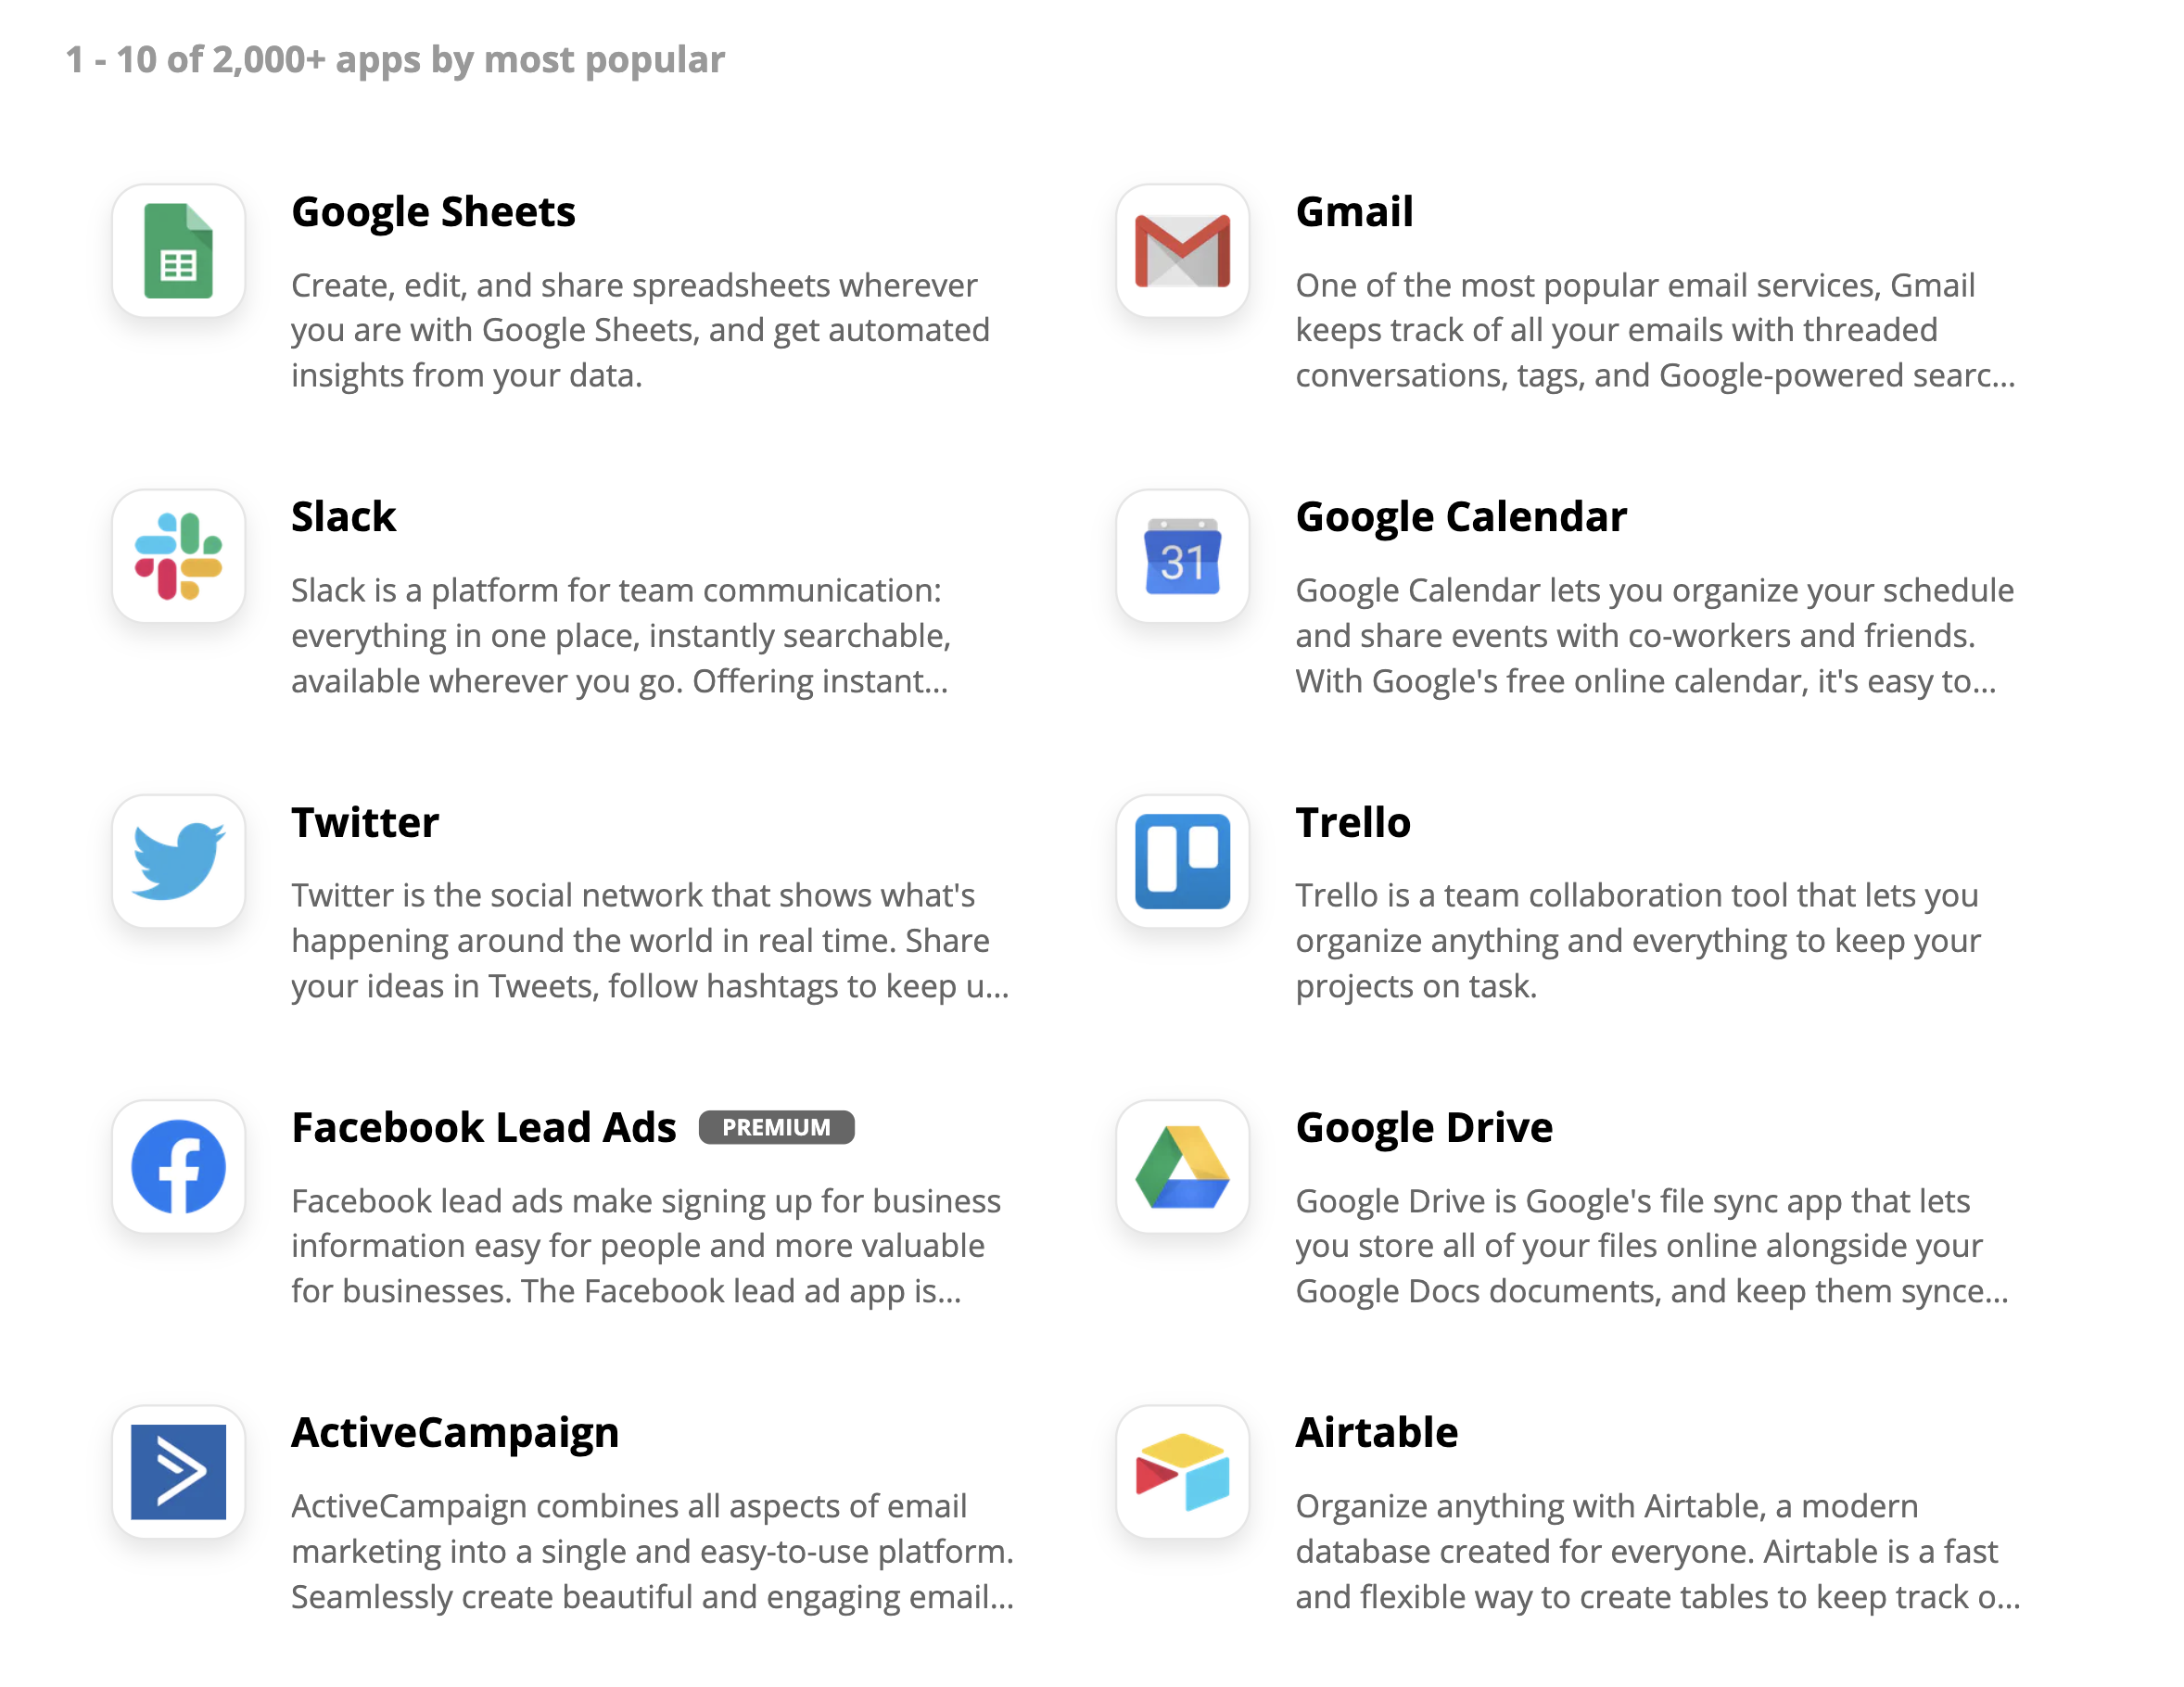 1 - 10 of 2,000+ apps by most popular
Google Sheets
Create, edit, and share spreadsheets wherever
you are with Google Sheets, and get automated
insights from your data.
Gmail
One of the most popular email services, Gmail
keeps track of all your emails with threaded
conversations, tags, and Google-powered searc...
Slack
Slack is a platform for team communication:
everything in one place, instantly searchable,
available wherever you go. Offering instant...
31
Google Calendar
Google Calendar lets you organize your schedule
and share events with co-workers and friends.
With Google's free online calendar, it's easy to...
Twitter
Twitter is the social network that shows what's
happening around the world in real time. Share
your ideas in Tweets, follow hashtags to keep u...
Trello
Trello is a team collaboration tool that lets you
organize anything and everything to keep your
projects on task.
Facebook Lead Ads PREMIUM
Facebook lead ads make signing up for business
information easy for people and more valuable
for businesses. The Facebook lead ad app is...
Google Drive
Google Drive is Google's file sync app that lets
you store all of your files online alongside your
Google Docs documents, and keep them synce...
ActiveCampaign
ActiveCampaign combines all aspects of email
marketing into a single and easy-to-use platform.
Seamlessly create beautiful and engaging email...
Airtable
Organize anything with Airtable, a modern
database created for everyone. Airtable is a fast
and flexible way to create tables to keep track o...